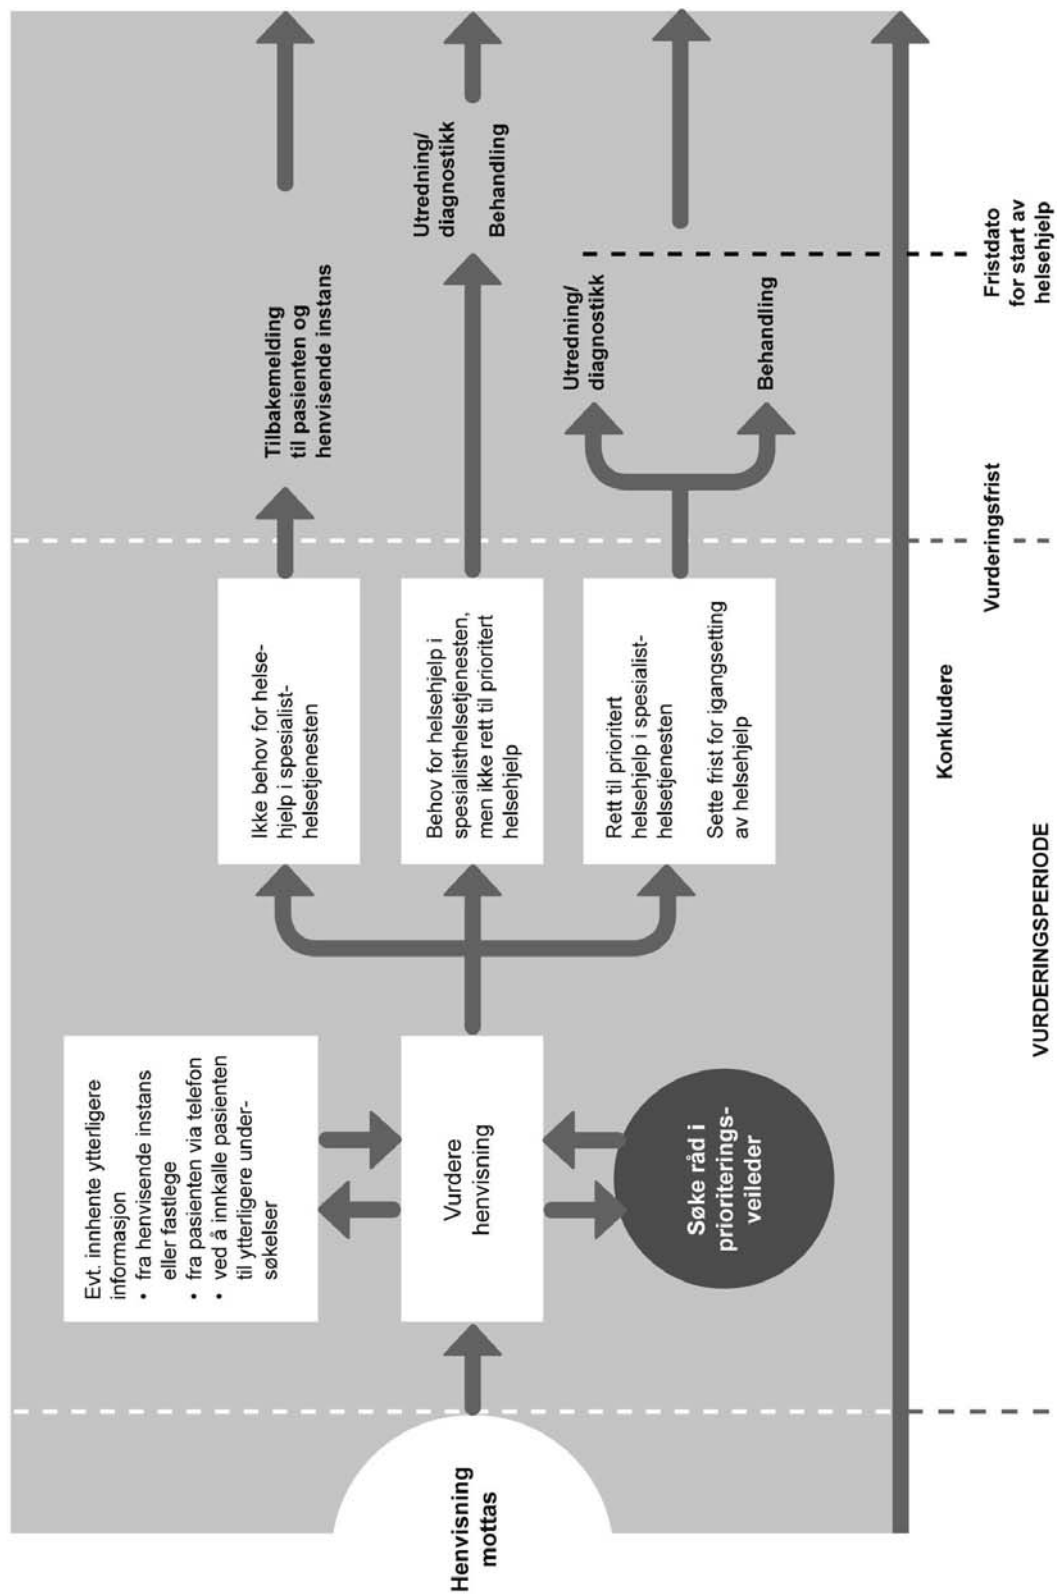 Henvisning
mottas
Evt. innhente ytterligere
informasjon
• fra henvisende instans
eller fastlege
• fra pasienten via telefon
• ved å innkalle pasienten
til ytterligere under-
søkelser
Vurdere
henvisning
Søke råd i
prioriterings-
veileder
Ikke behov for helse-
hjelp i spesialist-
helsetjenesten
Behov for helsehjelp i
spesialisthelsetjenesten,
men ikke rett til prioritert
helsehjelp
Rett til prioritert
helsehjelp i spesialist-
helsetjenesten
Sette frist for igangsetting
av helsehjelp
Tilbakemelding
til pasienten og
henvisende instans
Utredning/
diagnostikk
Behandling
Utredning/
diagnostikk
Behandling
Konkludere
Vurderingsfrist
Fristdato
for start av
helsehjelp
VURDERINGSPERIODE